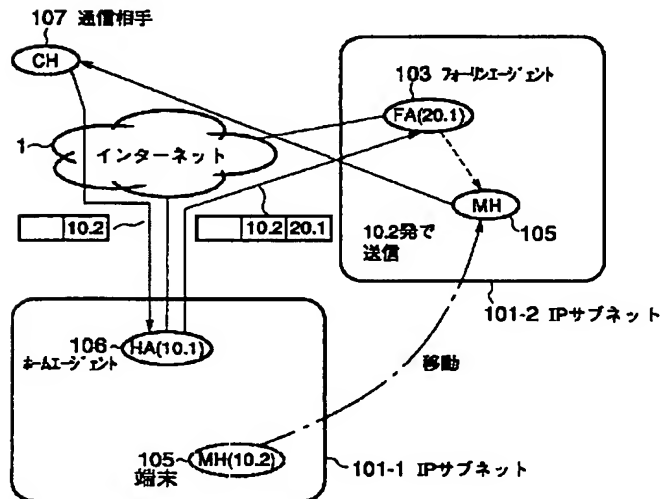 107 通信相手
CH
1
インターネット
103 フォーリンエージェント
FA(20.1)
MH
105
10.2発で
送信
101-2 IPサブネット
10.2
10.2 20.1
106
HA(10.1)
ホームエージェント
移動
105
端末
MH(10.2)
101-1 IPサブネット